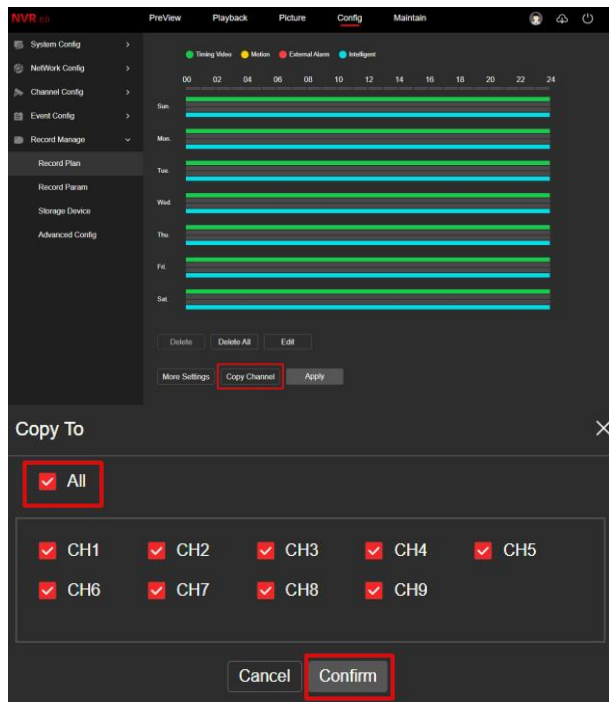 NVR 5.0
PreView Playback Picture Config Maintain
System Config
NetWork Config
Channel Config
Event Config
Record Manage
Record Plan
Record Param
Storage Device
Advanced Config
Timing Video Motion External Alarm Intelligent
00 02 04 06 08 10 12 14 16 18 20 22 24
Sun.
Mon.
Tue.
Wed.
Thu.
Fri.
Sat.
Delete Delete All Edit
More Settings Copy Channel Apply
Copy To
All
CH1 CH2 CH3 CH4 CH5
CH6 CH7 CH8 CH9
Cancel Confirm